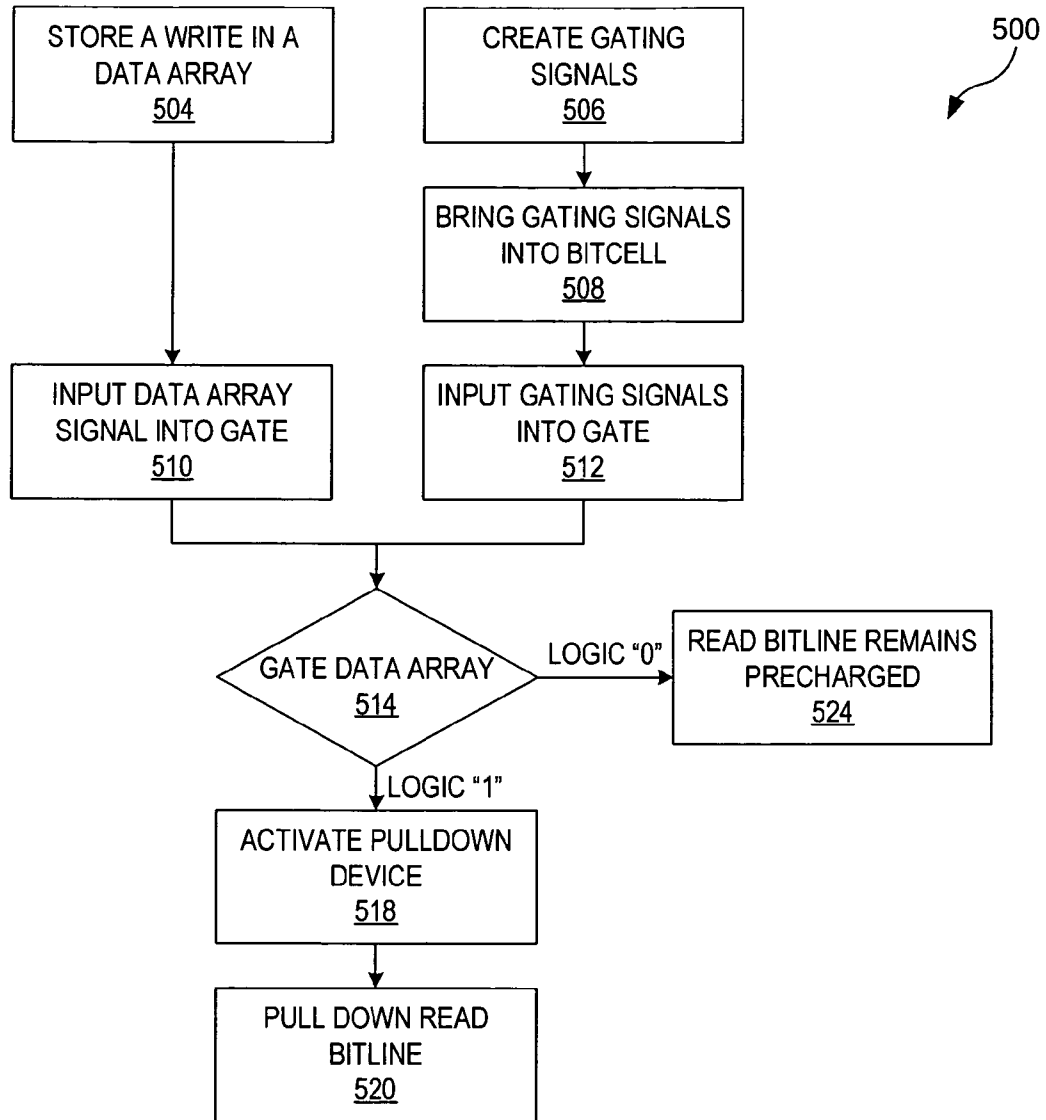 STORE A WRITE IN A
DATA ARRAY
504
CREATE GATING
SIGNALS
506
500
BRING GATING SIGNALS
INTO BITCELL
508
INPUT DATA ARRAY
SIGNAL INTO GATE
510
INPUT GATING SIGNALS
INTO GATE
512
GATE DATA ARRAY
514
LOGIC “0”
READ BITLINE REMAINS
PRECHARGED
524
LOGIC “1”
ACTIVATE PULLDOWN
DEVICE
518
PULL DOWN READ
BITLINE
520